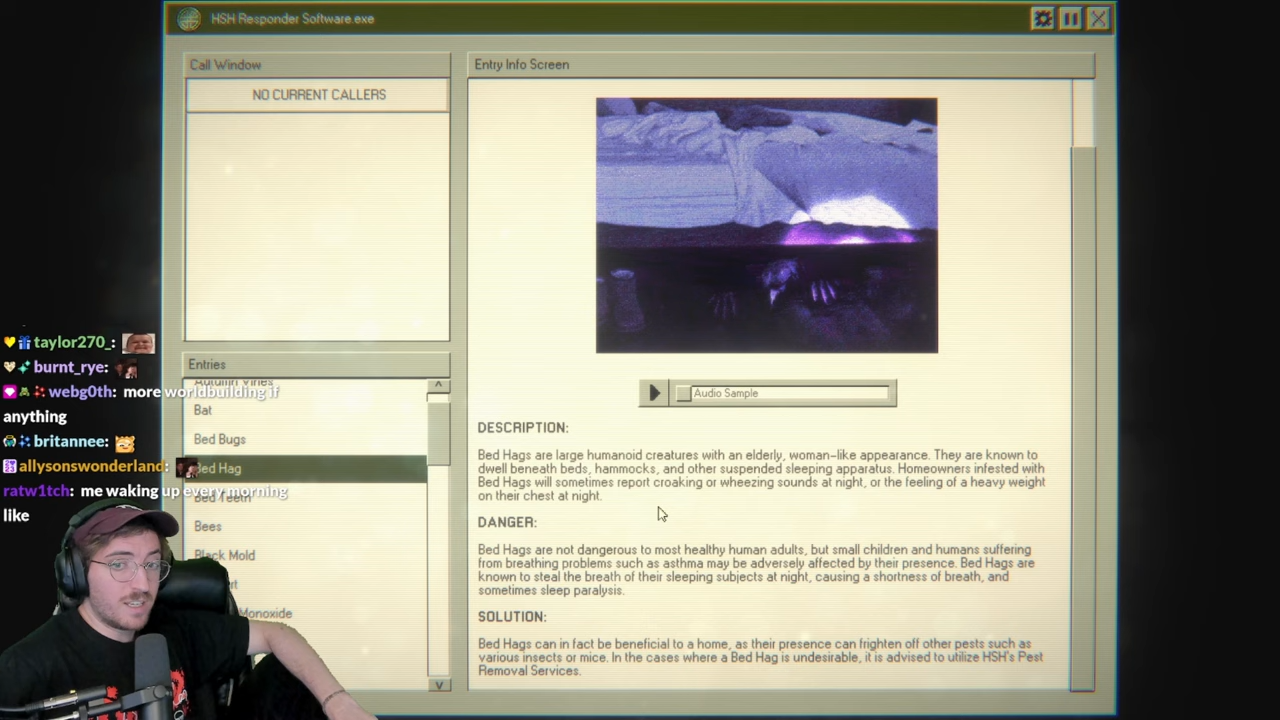 HSH Responder Software.exe
Call Window
NO CURRENT CALLERS
Entry Info Screen
Audio Sample
DESCRIPTION:
Bed Hags are large humanoid creatures with an elderly, woman-like appearance. They are known to
dwell beneath beds, hammocks, and other suspended sleeping apparatus. Homeowners infested with
Bed Hags will sometimes report croaking or wheezing sounds at night, or the feeling of a heavy weight
on their chest at night.
DANGER:
Bed Hags are not dangerous to most healthy human adults, but small children and humans suffering
from breathing problems such as asthma may be adversely affected by their presence. Bed Hags are
known to steal the breath of their sleeping subjects at night, causing a shortness of breath, and
sometimes sleep paralysis.
SOLUTION:
Bed Hags can in fact be beneficial to a home, as their presence can frighten off other pests such as
various insects or mice. In the cases where a Bed Hag is undesirable, it is advised to utilize HSH's Pest
Removal Services.
Entries
Autumn Vines
Bat
Bed Bugs
Bed Hag
Bed Teeth
Bees
Black Mold
Monoxide
taylor270_:
burnt_rye:
webg0th: more worldbuilding if
anything
britannee:
allysonswonderland:
ratw1tch: me waking up every morning
like